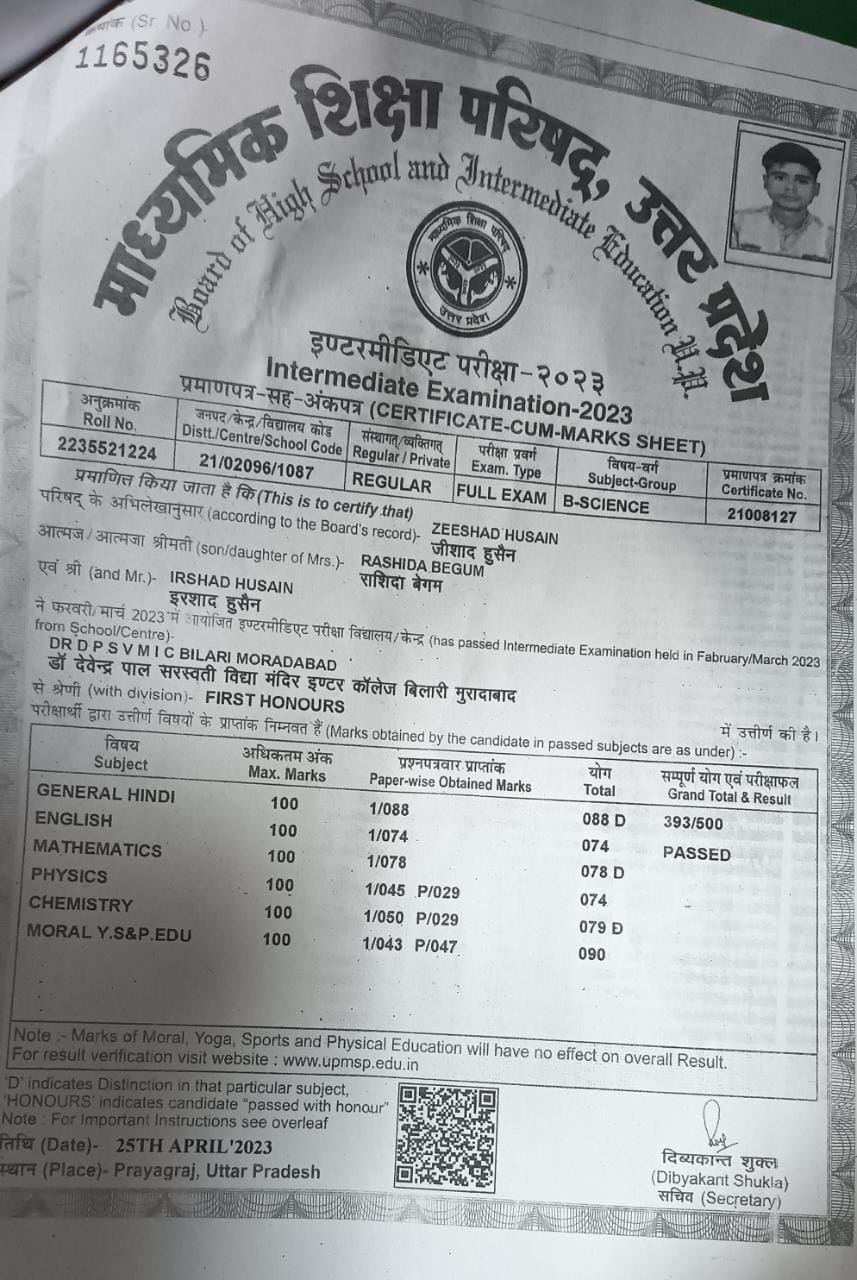 क्रमांक (Sr. No.)
1165326
माध्यमिक शिक्षा परिषद्, उत्तर प्रदेश
Board of High School and Intermediate Education U.P.
माध्यमिक शिक्षा परिषद्
उत्तर प्रदेश
इण्टरमीडिएट परीक्षा-२०२३
Intermediate Examination-2023
प्रमाणपत्र-सह-अंकपत्र (CERTIFICATE-CUM-MARKS SHEET)
अनुक्रमांक जनपद/केन्द्र/विद्यालय कोड संस्थागत्/व्यक्तिगत् परीक्षा प्रवर्ग विषय-वर्ग प्रमाणपत्र क्रमांक
Roll No. Distt./Centre/School Code Regular / Private Exam. Type Subject-Group Certificate No.
2235521224 21/02096/1087 REGULAR FULL EXAM B-SCIENCE 21008127
प्रमाणित किया जाता है कि (This is to certify that)
परिषद् के अभिलेखानुसार (according to the Board's record)- ZEESHAD HUSAIN
जीशाद हुसैन
आत्मज/आत्मजा श्रीमती (son/daughter of Mrs.)- RASHIDA BEGUM
राशिदा बेगम
एवं श्री (and Mr.)- IRSHAD HUSAIN
इरशाद हुसैन
ने फरवरी/मार्च 2023 में आयोजित इण्टरमीडिएट परीक्षा विद्यालय/केन्द्र (has passed Intermediate Examination held in Fabruary/March 2023
from School/Centre)-
DR D P S V M I C BILARI MORADABAD
डॉ देवेन्द्र पाल सरस्वती विद्या मंदिर इण्टर कॉलेज बिलारी मुरादाबाद
से श्रेणी (with division)- FIRST HONOURS में उत्तीर्ण की है।
परीक्षार्थी द्वारा उत्तीर्ण विषयों के प्राप्तांक निम्नवत हैं (Marks obtained by the candidate in passed subjects are as under) :-
विषय अधिकतम अंक प्रश्नपत्रवार प्राप्तांक योग सम्पूर्ण योग एवं परीक्षाफल
Subject Max. Marks Paper-wise Obtained Marks Total Grand Total & Result
GENERAL HINDI 100 1/088 088 D 393/500
ENGLISH 100 1/074 074 PASSED
MATHEMATICS 100 1/078 078 D
PHYSICS 100 1/045 P/029 074
CHEMISTRY 100 1/050 P/029 079 D
MORAL Y.S&P.EDU 100 1/043 P/047 090
Note :- Marks of Moral, Yoga, Sports and Physical Education will have no effect on overall Result.
For result verification visit website : www.upmsp.edu.in
'D' indicates Distinction in that particular subject,
'HONOURS' indicates candidate "passed with honour"
Note : For Important Instructions see overleaf
तिथि (Date)- 25TH APRIL'2023
स्थान (Place)- Prayagraj, Uttar Pradesh
दिब्यकान्त शुक्ल
(Dibyakant Shukla)
सचिव (Secretary)